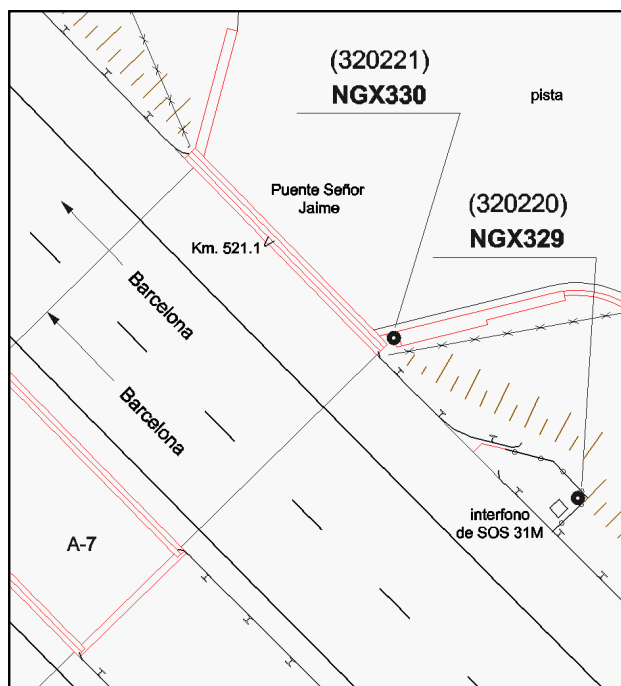 (320221)
NGX330
pista
Puente Señor
Jaime
(320220)
NGX329
Km. 521.1
Barcelona
Barcelona
A-7
interfono
de SOS 31M